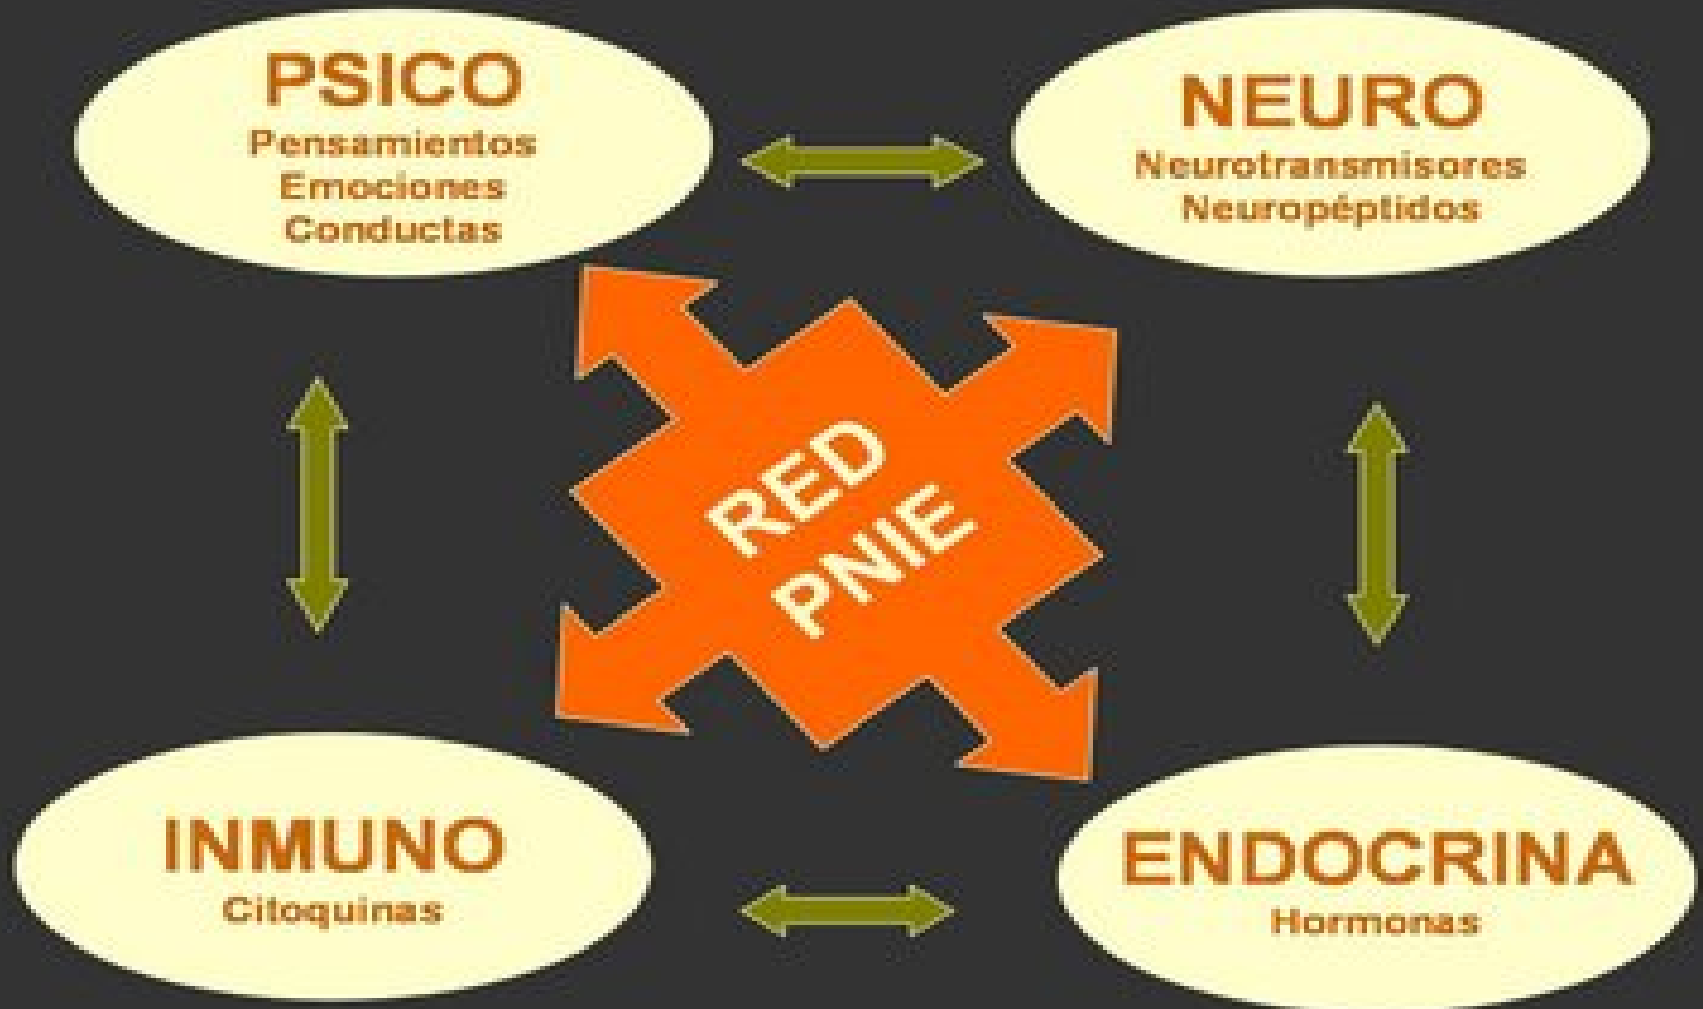 PSICO
Pensamientos
Emociones
Conductas
NEURO
Neurotransmisores
Neuropéptidos
RED
PNIE
INMUNO
Citoquinas
ENDOCRINA
Hormonas